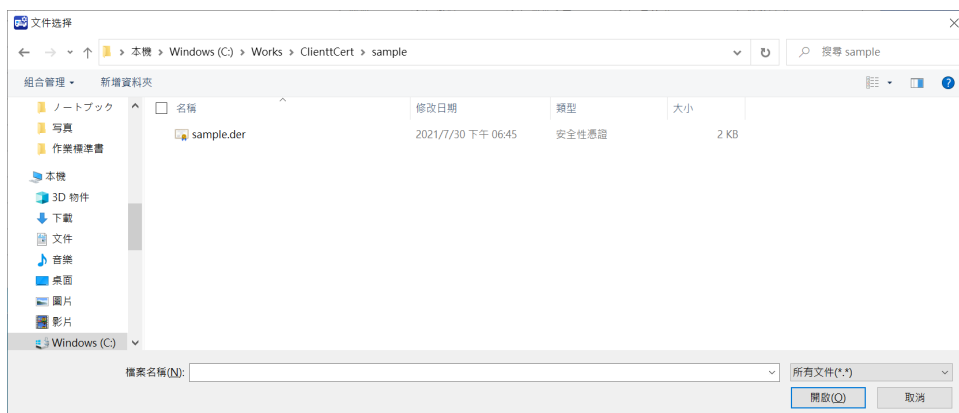 文件选择
本機 > Windows (C:) > Works > ClienttCert > sample
搜尋 sample
組合管理 新增資料夾
名稱 修改日期 類型 大小
sample.der 2021/7/30 下午 06:45 安全性憑證 2 KB
ノートブック
写真
作業標準書
本機
3D 物件
下載
文件
音樂
桌面
圖片
影片
Windows (C:)
檔案名稱(N): 所有文件(*.*)
開啟(O) 取消